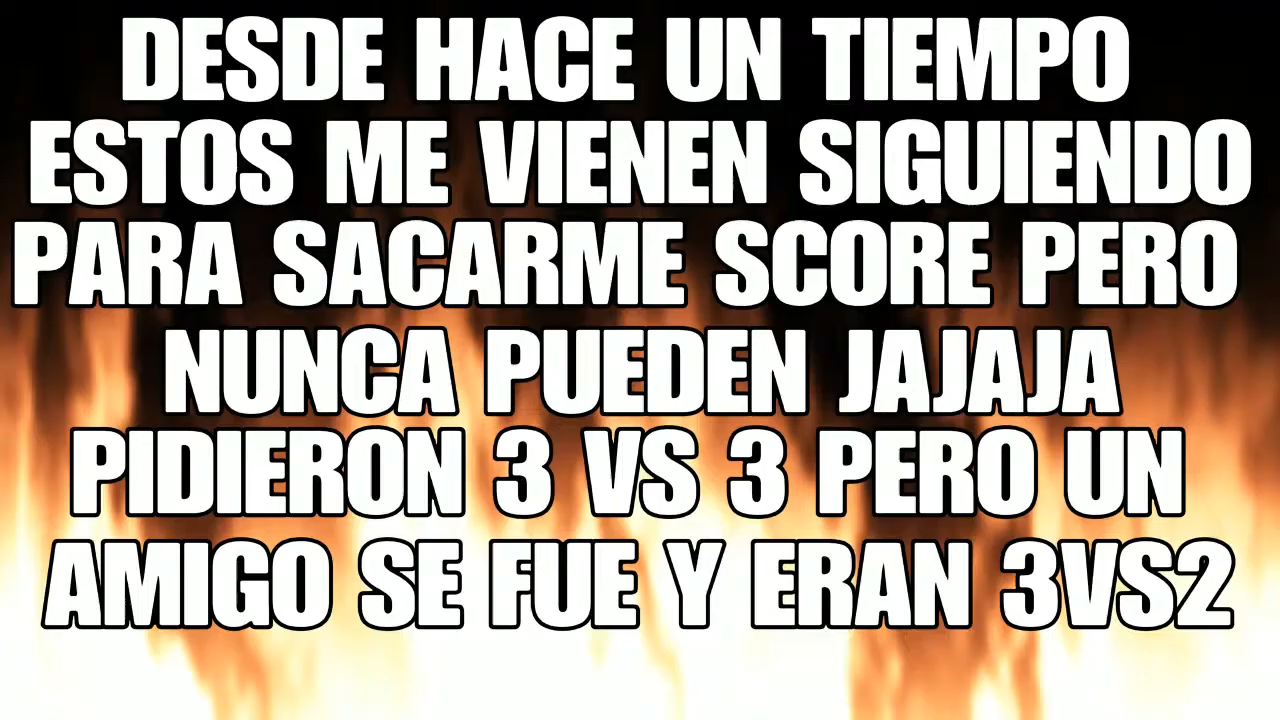 DESDE HACE UN TIEMPO
ESTOS ME VIENEN SIGUIENDO
PARA SACARME SCORE PERO
NUNCA PUEDEN JAJAJA
PIDIERON 3 VS 3 PERO UN
AMIGO SE FUE Y ERAN 3VS2